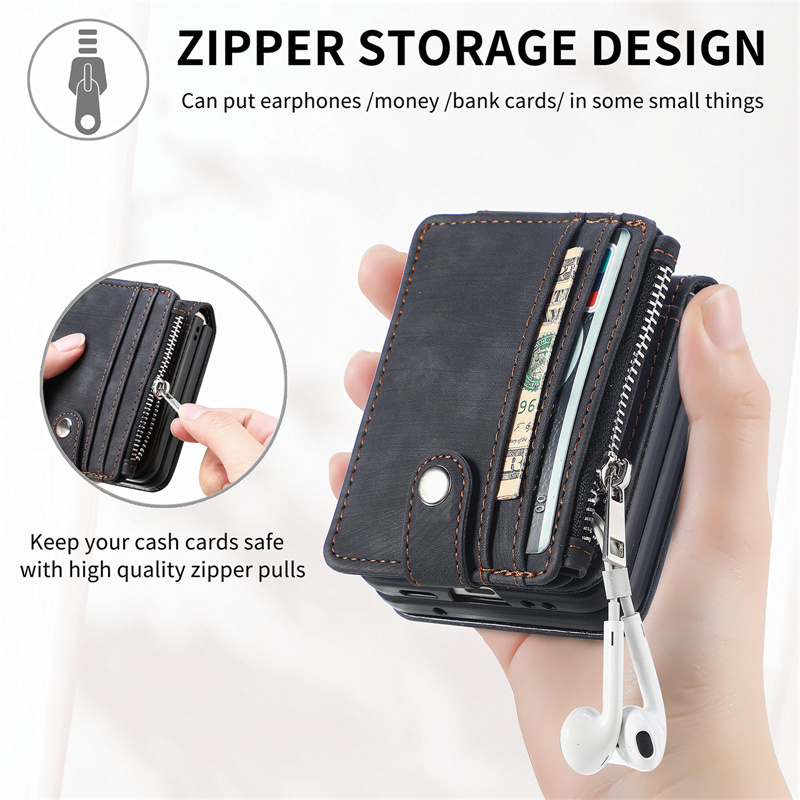 ZIPPER STORAGE DESIGN
Can put earphones /money /bank cards/ in some small things
Keep your cash cards safe
with high quality zipper pulls